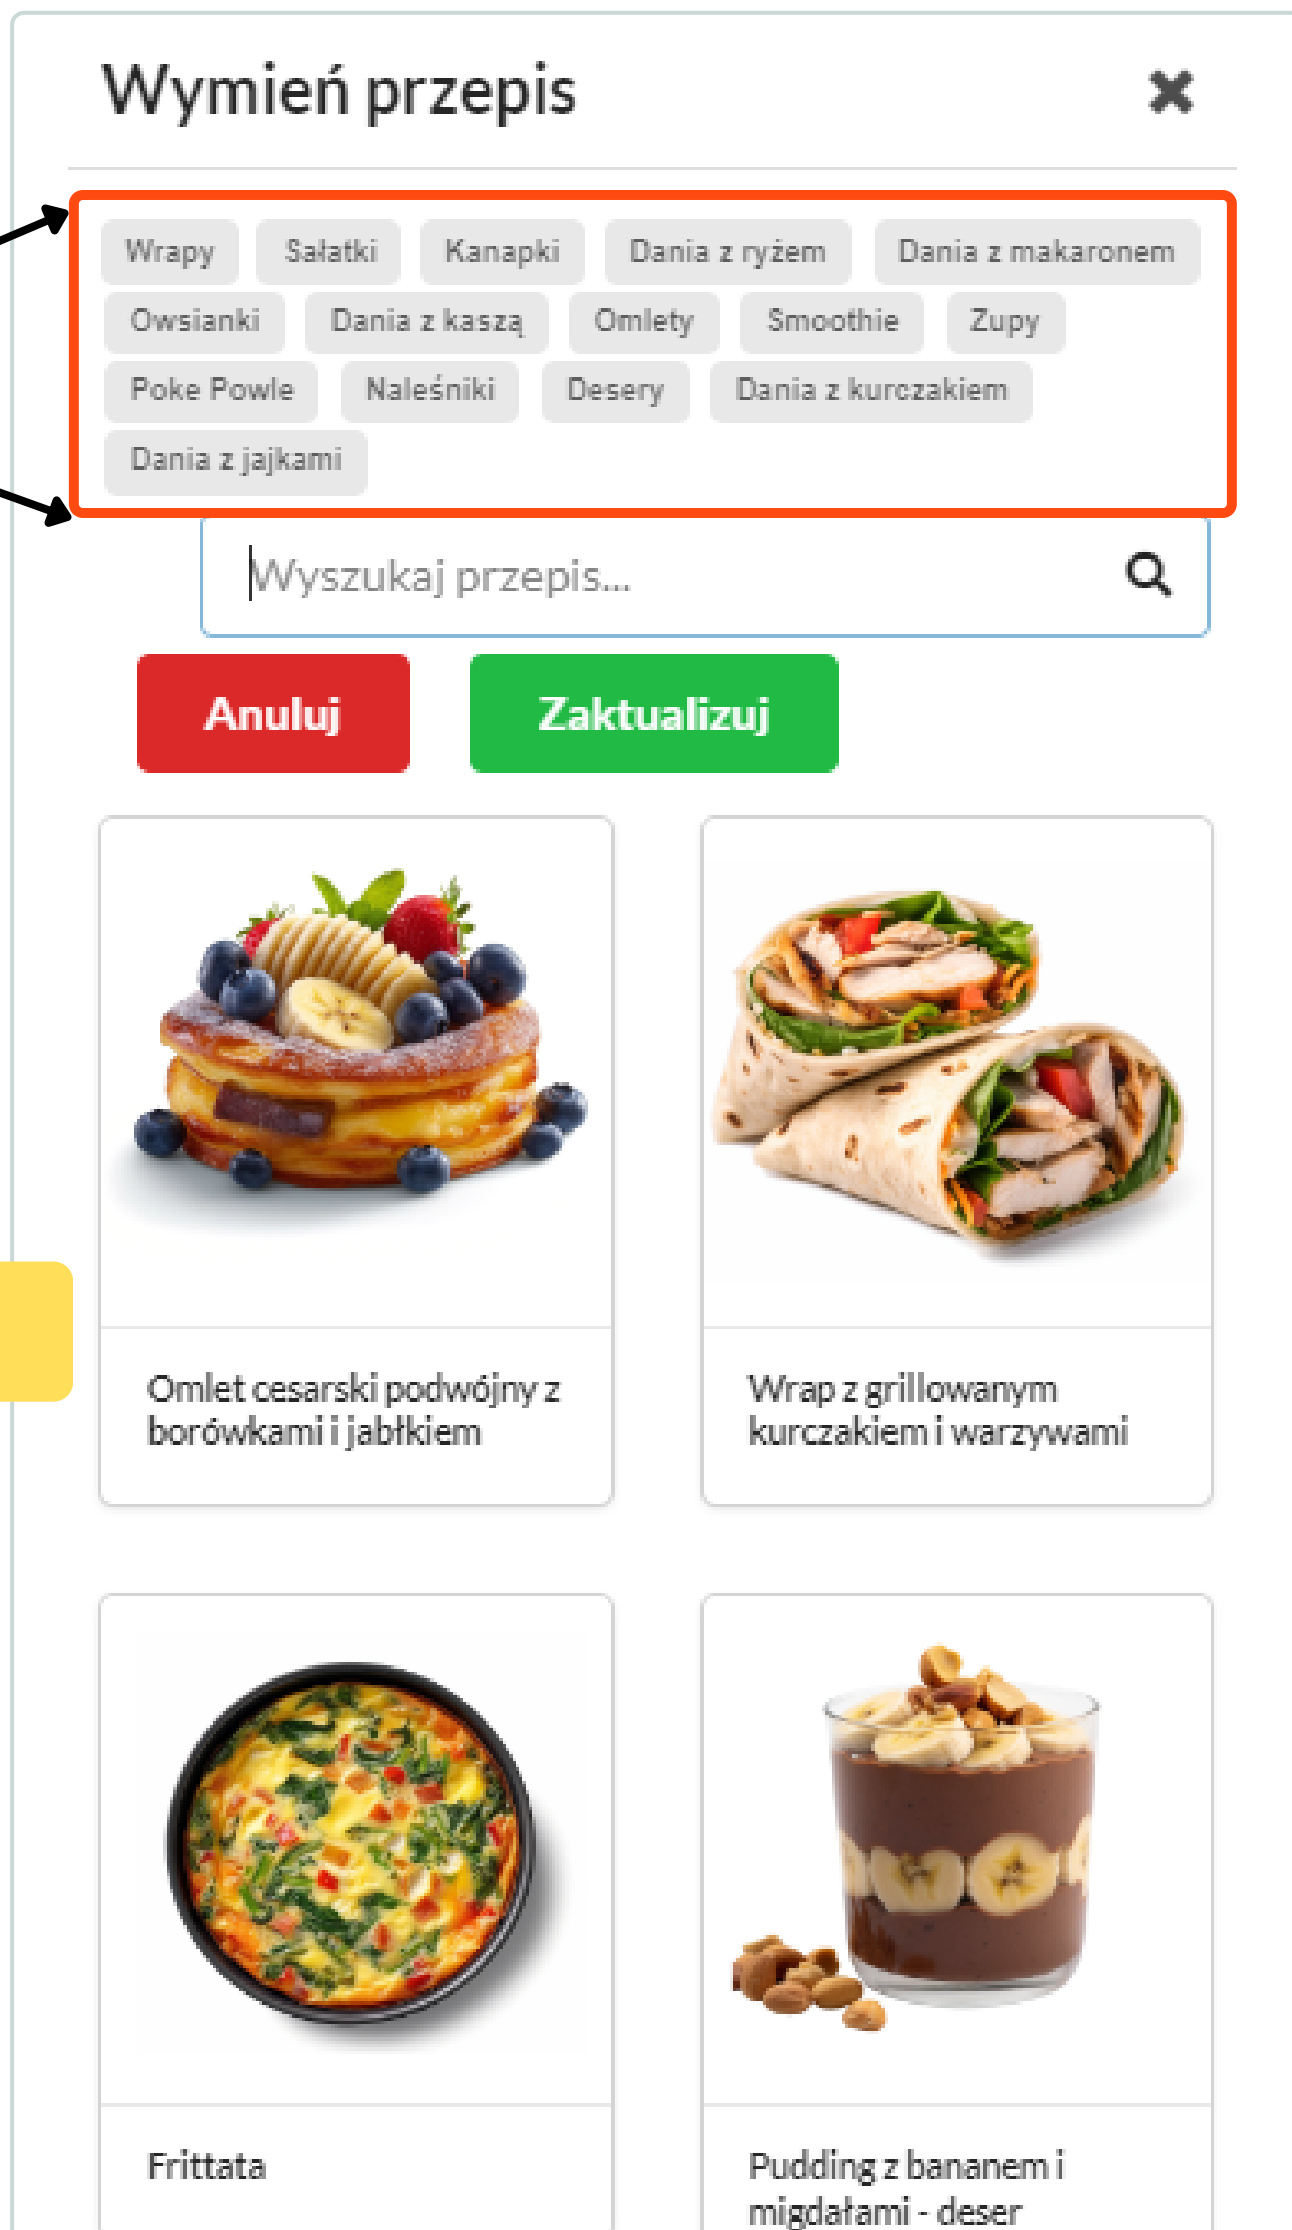 Wymień przepis
Wrapy Sałatki Kanapki Dania z ryżem Dania z makaronem
Owsianki Dania z kaszą Omlety Smoothie Zupy
Poke Powle Naleśniki Desery Dania z kurczakiem
Dania z jajkami
Wyszukaj przepis...
Anuluj Zaktualizuj
Omlet cesarski podwójny z
borówkami i jabłkiem
Wrap z grillowanym
kurczakiem i warzywami
Frittata
Pudding z bananem i
migdałami - deser